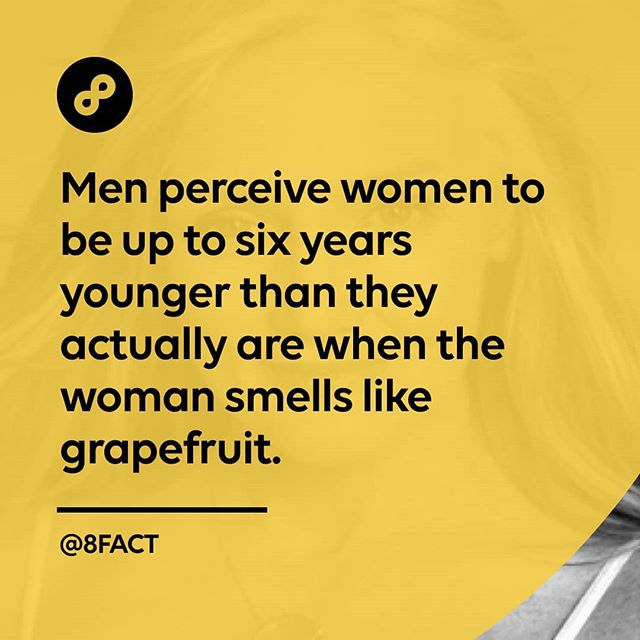 Men perceive women to
be up to six years
younger than they
actually are when the
woman smells like
grapefruit.
@8FACT